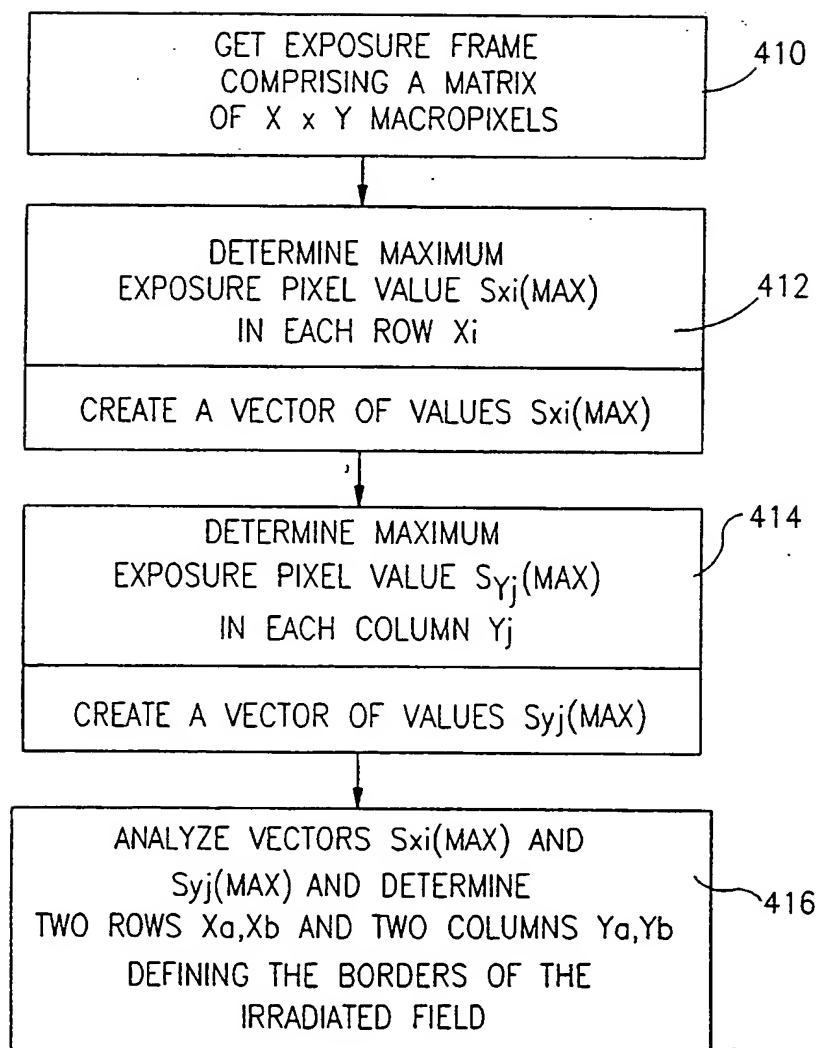 GET EXPOSURE FRAME
COMPRISING A MATRIX
OF X x Y MACROPIXELS
410
DETERMINE MAXIMUM
EXPOSURE PIXEL VALUE Sxi(MAX)
IN EACH ROW Xi
412
CREATE A VECTOR OF VALUES Sxi(MAX)
DETERMINE MAXIMUM
EXPOSURE PIXEL VALUE SYj(MAX)
IN EACH COLUMN Yj
414
CREATE A VECTOR OF VALUES Syj(MAX)
ANALYZE VECTORS Sxi(MAX) AND
Syj(MAX) AND DETERMINE
TWO ROWS Xa,Xb AND TWO COLUMNS Ya,Yb
DEFINING THE BORDERS OF THE
IRRADIATED FIELD
416